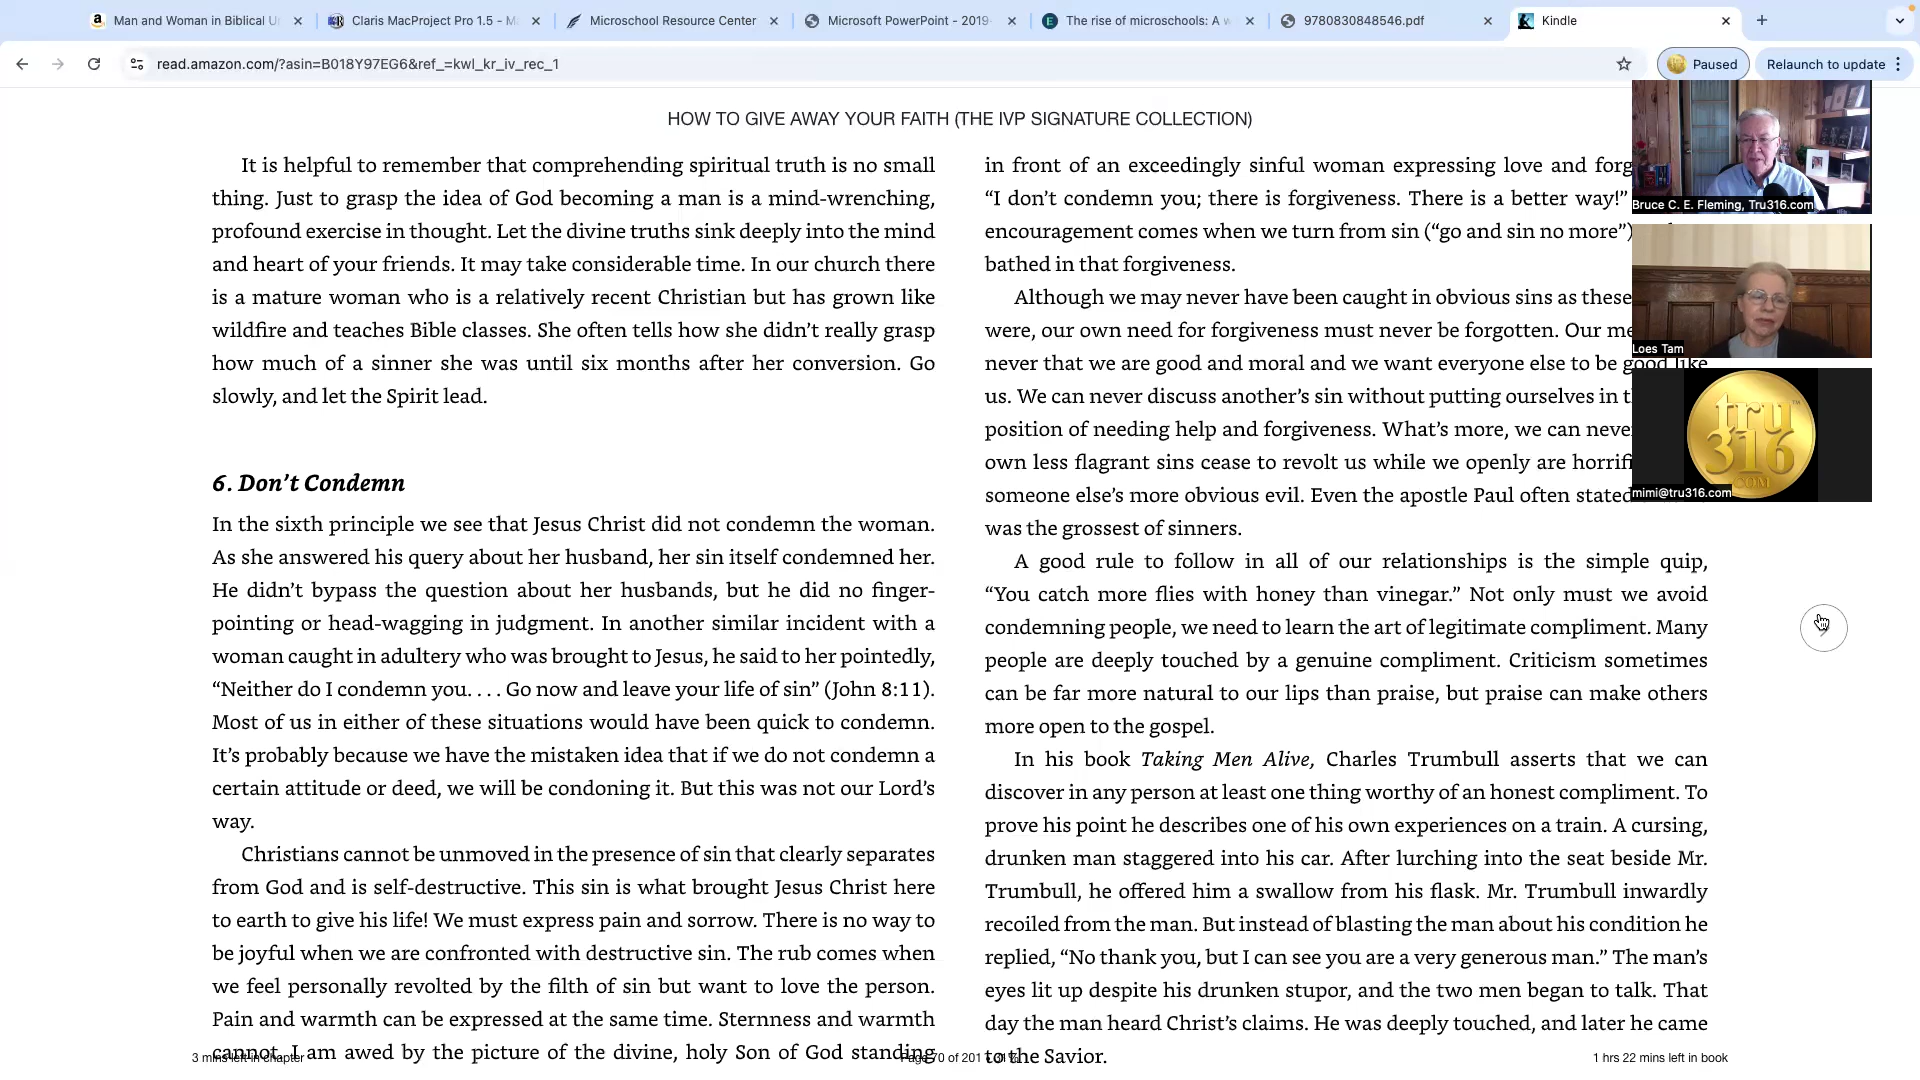 Man and Woman in Biblical U
Claris MacProject Pro 1.5 - M
Microschool Resource Center
Microsoft PowerPoint - 2019-
The rise of microschools: A w
9780830848546.pdf
Kindle
read.amazon.com/?asin=B018Y97EG6&ref_=kwl_kr_iv_rec_1
Paused
Relaunch to update
HOW TO GIVE AWAY YOUR FAITH (THE IVP SIGNATURE COLLECTION)
It is helpful to remember that comprehending spiritual truth is no small
thing. Just to grasp the idea of God becoming a man is a mind-wrenching,
profound exercise in thought. Let the divine truths sink deeply into the mind
and heart of your friends. It may take considerable time. In our church there
is a mature woman who is a relatively recent Christian but has grown like
wildfire and teaches Bible classes. She often tells how she didn’t really grasp
how much of a sinner she was until six months after her conversion. Go
slowly, and let the Spirit lead.
6. Don’t Condemn
In the sixth principle we see that Jesus Christ did not condemn the woman.
As she answered his query about her husband, her sin itself condemned her.
He didn’t bypass the question about her husbands, but he did no finger-
pointing or head-wagging in judgment. In another similar incident with a
woman caught in adultery who was brought to Jesus, he said to her pointedly,
“Neither do I condemn you. . . . Go now and leave your life of sin” (John 8:11).
Most of us in either of these situations would have been quick to condemn.
It’s probably because we have the mistaken idea that if we do not condemn a
certain attitude or deed, we will be condoning it. But this was not our Lord’s
way.
Christians cannot be unmoved in the presence of sin that clearly separates
from God and is self-destructive. This sin is what brought Jesus Christ here
to earth to give his life! We must express pain and sorrow. There is no way to
be joyful when we are confronted with destructive sin. The rub comes when
we feel personally revolted by the filth of sin but want to love the person.
Pain and warmth can be expressed at the same time. Sternness and warmth
cannot. I am awed by the picture of the divine, holy Son of God standing
in front of an exceedingly sinful woman expressing love and forg
“I don’t condemn you; there is forgiveness. There is a better way!”
encouragement comes when we turn from sin (“go and sin no more”)
bathed in that forgiveness.
Although we may never have been caught in obvious sins as these
were, our own need for forgiveness must never be forgotten. Our me
never that we are good and moral and we want everyone else to be good like
us. We can never discuss another’s sin without putting ourselves in t
position of needing help and forgiveness. What’s more, we can neve
own less flagrant sins cease to revolt us while we openly are horrifi
someone else’s more obvious evil. Even the apostle Paul often stated
was the grossest of sinners.
A good rule to follow in all of our relationships is the simple quip,
“You catch more flies with honey than vinegar.” Not only must we avoid
condemning people, we need to learn the art of legitimate compliment. Many
people are deeply touched by a genuine compliment. Criticism sometimes
can be far more natural to our lips than praise, but praise can make others
more open to the gospel.
In his book Taking Men Alive, Charles Trumbull asserts that we can
discover in any person at least one thing worthy of an honest compliment. To
prove his point he describes one of his own experiences on a train. A cursing,
drunken man staggered into his car. After lurching into the seat beside Mr.
Trumbull, he offered him a swallow from his flask. Mr. Trumbull inwardly
recoiled from the man. But instead of blasting the man about his condition he
replied, “No thank you, but I can see you are a very generous man.” The man’s
eyes lit up despite his drunken stupor, and the two men began to talk. That
day the man heard Christ’s claims. He was deeply touched, and later he came
to the Savior.
Bruce C. E. Fleming, Tru316.com
Loes Tam
tru
316
.COM
mimi@tru316.com
3 mins left in chapter
Page 70 of 201
1 hrs 22 mins left in book